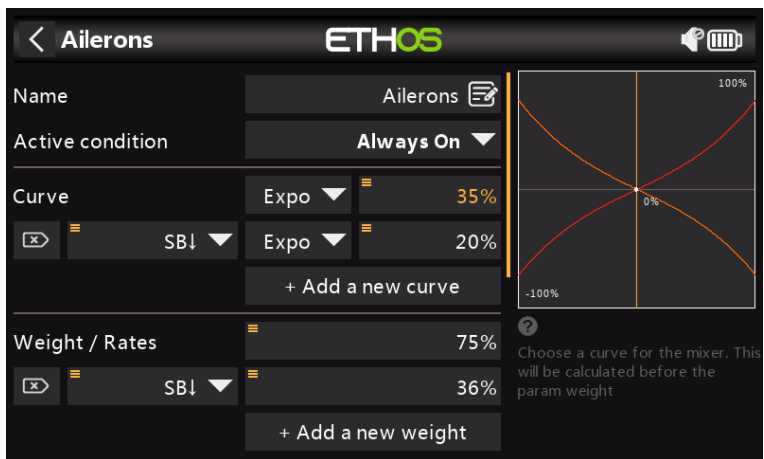 Ailerons
ETHOS
Name Ailerons
Active condition Always On
Curve Expo 35%
SB↓ Expo 20%
+ Add a new curve
Weight / Rates 75%
SB↓ 36%
+ Add a new weight
100%
0%
-100%
Choose a curve for the mixer. This
will be calculated before the
param weight